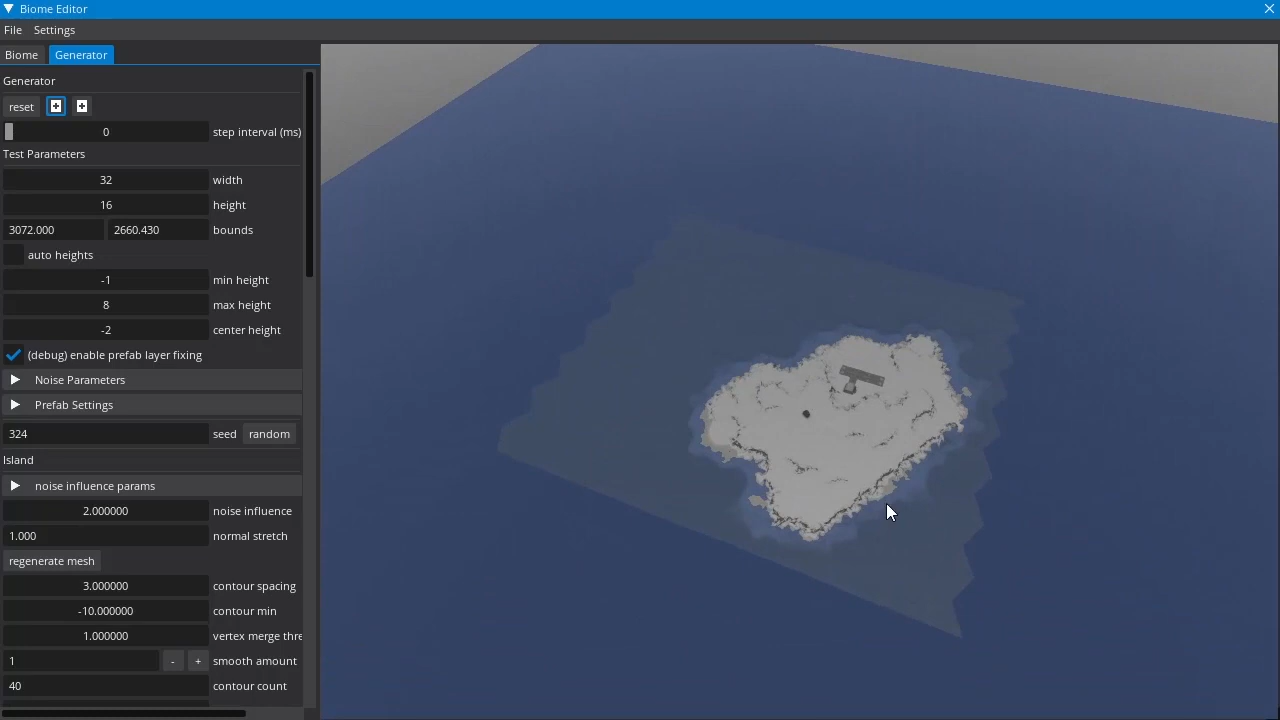 Biome Editor
File Settings
Biome Generator
Generator
reset
0 step interval (ms)
Test Parameters
32 width
16 height
3072.000 2660.430 bounds
auto heights
-1 min height
8 max height
-2 center height
(debug) enable prefab layer fixing
Noise Parameters
Prefab Settings
324 seed random
Island
noise influence params
2.000000 noise influence
1.000 normal stretch
regenerate mesh
3.000000 contour spacing
-10.000000 contour min
1.000000 vertex merge thre
1 - + smooth amount
40 contour count